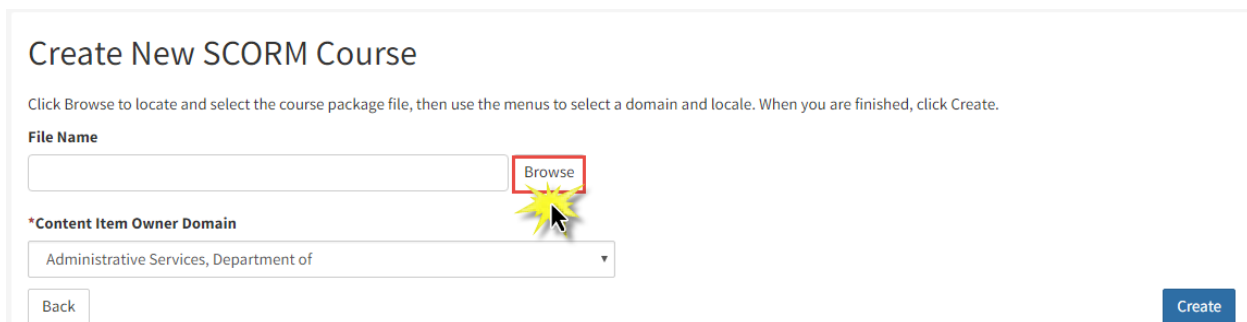 Create New SCORM Course
Click Browse to locate and select the course package file, then use the menus to select a domain and locale. When you are finished, click Create.
File Name
Browse
*Content Item Owner Domain
Administrative Services, Department of
Back
Create